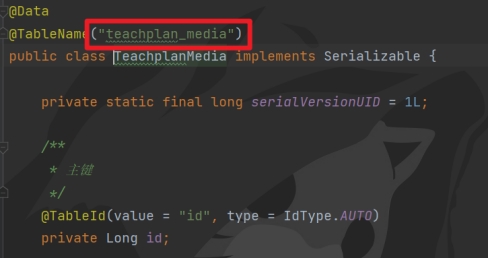 @Data
@TableName("teachplan_media")
public class TeachplanMedia implements Serializable {
private static final long serialVersionUID = 1L;
/**
* 主键
*/
@TableId(value = "id", type = IdType.AUTO)
private Long id;